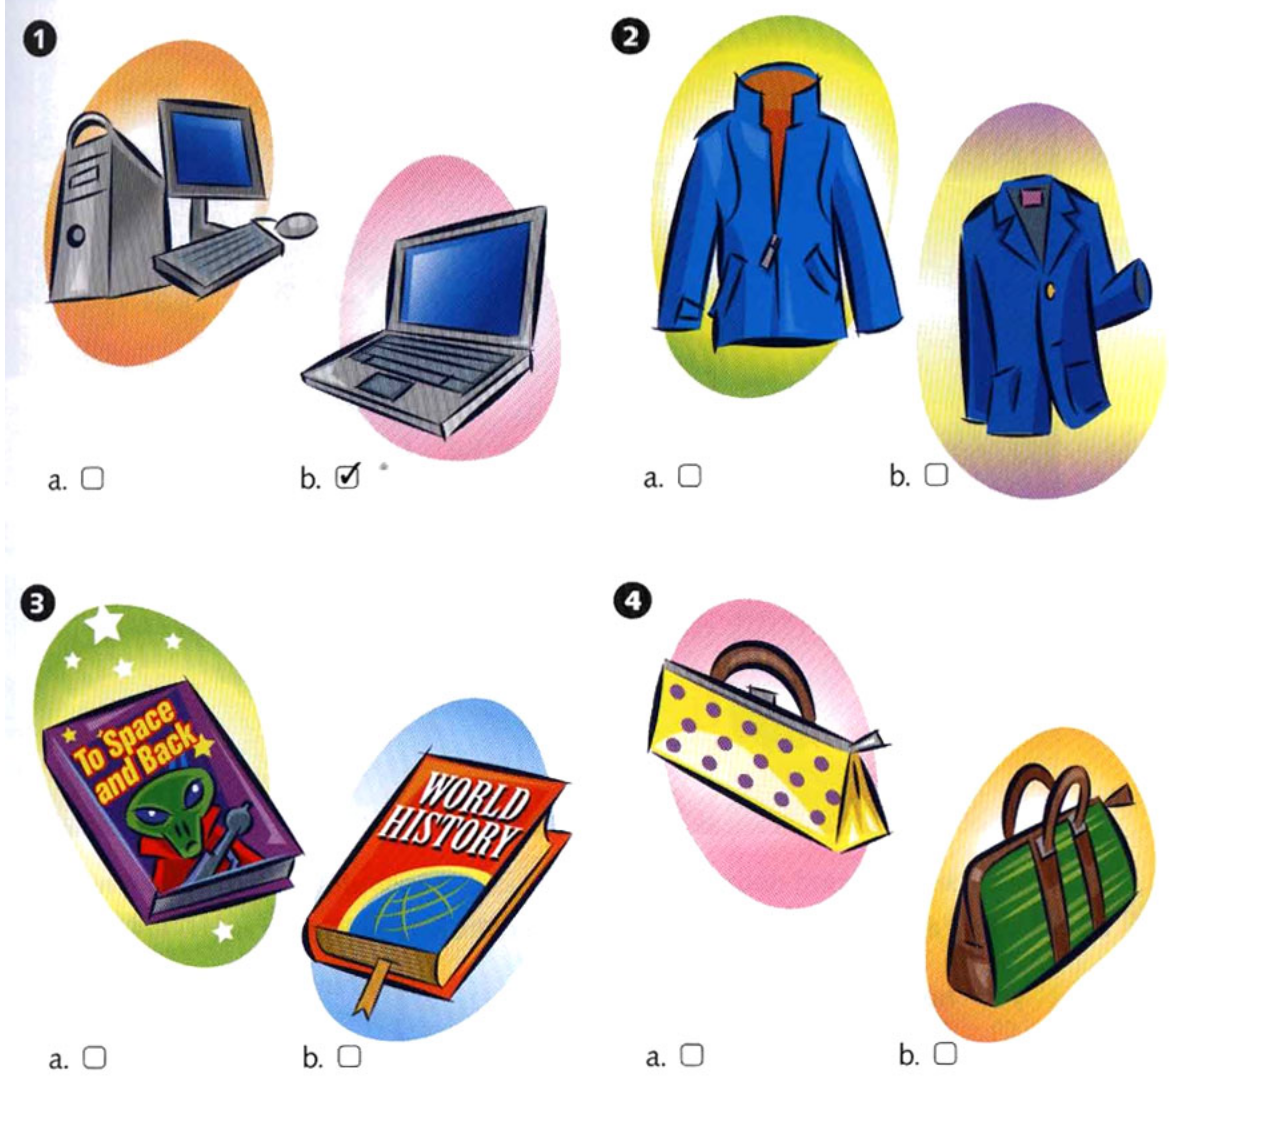 1
2
a.
b. ✓
a.
b.
3
To Space
and Back
WORLD
HISTORY
4
a.
b.
a.
b.